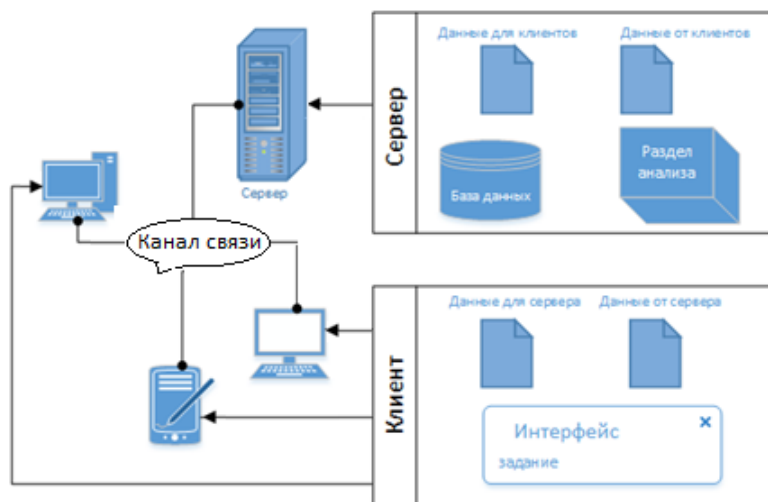 Данные для клиентов
Данные от клиентов
Сервер
База данных
Раздел
анализа
Сервер
Канал связи
Данные для сервера
Данные от сервера
Клиент
Интерфейс
задание